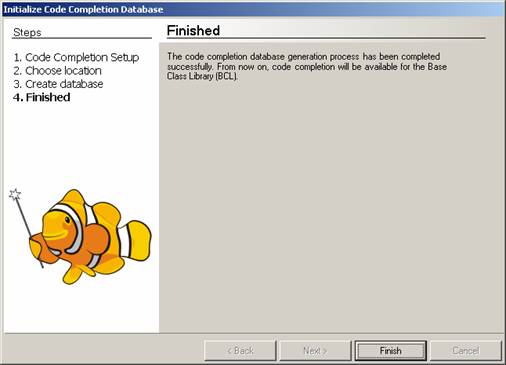 Initialize Code Completion Database
Steps
1. Code Completion Setup
2. Choose location
3. Create database
4. Finished
Finished
The code completion database generation process has been completed
successfully. From now on, code completion will be available for the Base
Class Library (BCL).
< Back
Next >
Finish
Cancel